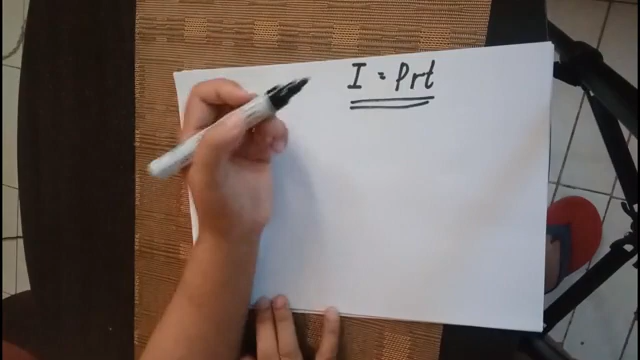 I = Prt